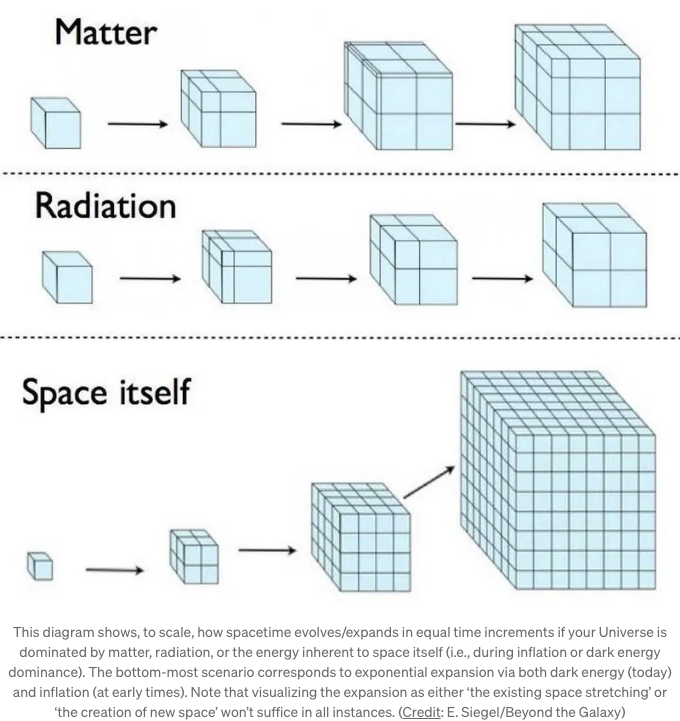 Matter
Radiation
Space itself
This diagram shows, to scale, how spacetime evolves/expands in equal time increments if your Universe is
dominated by matter, radiation, or the energy inherent to space itself (i.e., during inflation or dark energy
dominance). The bottom-most scenario corresponds to exponential expansion via both dark energy (today)
and inflation (at early times). Note that visualizing the expansion as either ‘the existing space stretching’ or
‘the creation of new space’ won’t suffice in all instances. (Credit: E. Siegel/Beyond the Galaxy)